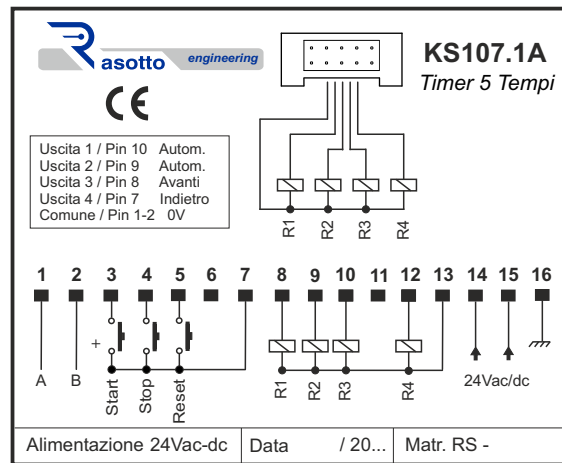 Rasotto engineering
KS107.1A
Timer 5 Tempi
CE
Uscita 1 / Pin 10 Autom.
Uscita 2 / Pin 9 Autom.
Uscita 3 / Pin 8 Avanti
Uscita 4 / Pin 7 Indietro
Comune / Pin 1-2 0V
R1 R2 R3 R4
1 2 3 4 5 6 7 8 9 10 11 12 13 14 15 16
+
A B Start Stop Reset R1 R2 R3 R4 24Vac/dc
Alimentazione 24Vac-dc Data / 20... Matr. RS -